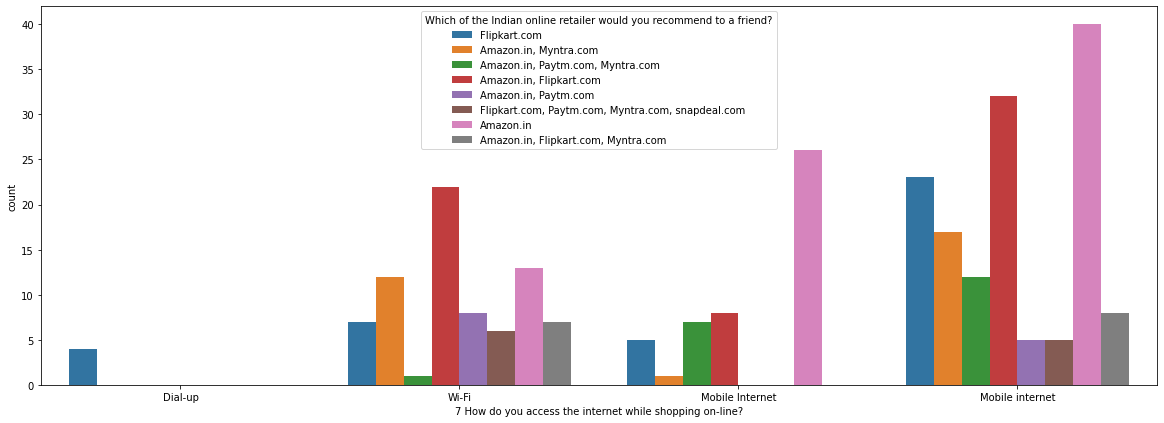 Which of the Indian online retailer would you recommend to a friend?
Flipkart.com
Amazon.in, Myntra.com
Amazon.in, Paytm.com, Myntra.com
Amazon.in, Flipkart.com
Amazon.in, Paytm.com
Flipkart.com, Paytm.com, Myntra.com, snapdeal.com
Amazon.in
Amazon.in, Flipkart.com, Myntra.com
40
35
30
25
20
15
10
5
0
count
Dial-up
Wi-Fi
Mobile Internet
Mobile internet
7 How do you access the internet while shopping on-line?